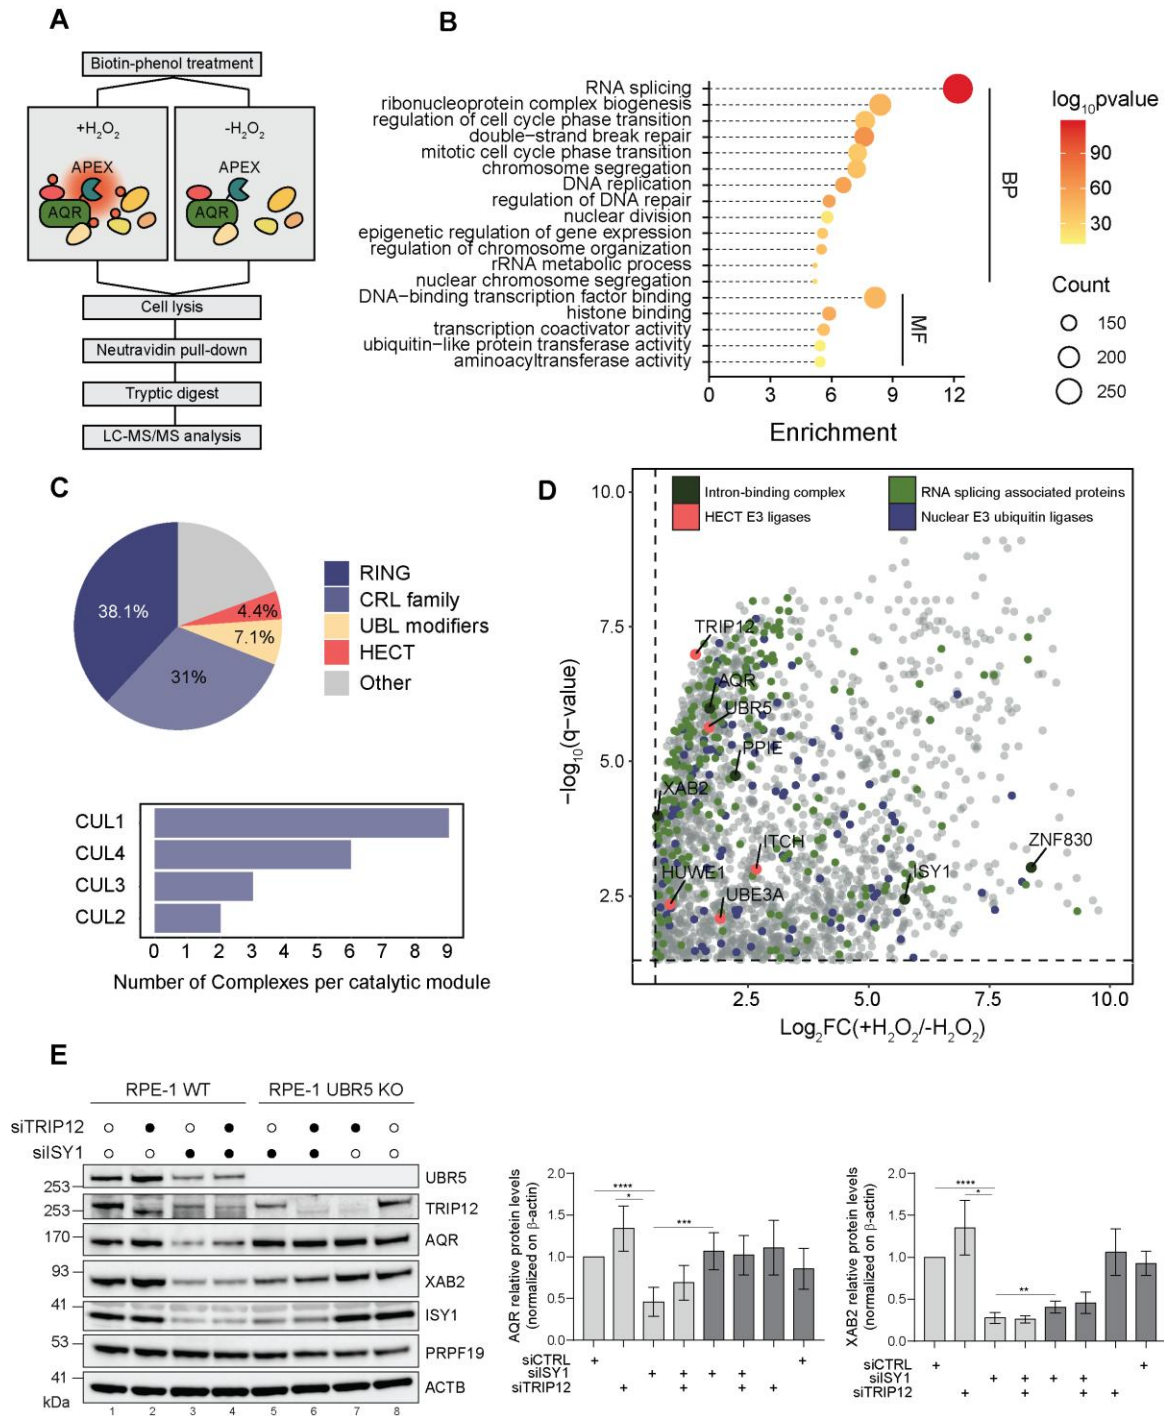 A
Biotin-phenol treatment
+H₂O₂
-H₂O₂
APEX
APEX
AQR
AQR
Cell lysis
Neutravidin pull-down
Tryptic digest
LC-MS/MS analysis
B
RNA splicing
ribonucleoprotein complex biogenesis
regulation of cell cycle phase transition
double−strand break repair
mitotic cell cycle phase transition
chromosome segregation
DNA replication
regulation of DNA repair
nuclear division
epigenetic regulation of gene expression
regulation of chromosome organization
rRNA metabolic process
nuclear chromosome segregation
DNA−binding transcription factor binding
histone binding
transcription coactivator activity
ubiquitin−like protein transferase activity
aminoacyltransferase activity
BP
MF
0 3 6 9 12
Enrichment
log₁₀pvalue
90
60
30
Count
150
200
250
C
38.1%
31%
7.1%
4.4%
RING
CRL family
UBL modifiers
HECT
Other
CUL1
CUL4
CUL3
CUL2
0 1 2 3 4 5 6 7 8 9
Number of Complexes per catalytic module
D
Intron-binding complex
HECT E3 ligases
RNA splicing associated proteins
Nuclear E3 ubiquitin ligases
10.0
7.5
5.0
2.5
−log₁₀(q−value)
TRIP12
AQR
UBR5
PPIE
XAB2
ITCH
HUWE1
UBE3A
ISY1
ZNF830
2.5 5.0 7.5 10.0
Log₂FC(+H₂O₂/-H₂O₂)
E
RPE-1 WT RPE-1 UBR5 KO
siTRIP12
siISY1
253 UBR5
253 TRIP12
170 AQR
93 XAB2
41 ISY1
53 PRPF19
41 ACTB
kDa
1 2 3 4 5 6 7 8
AQR relative protein levels
(normalized on β-actin)
2.0
1.5
1.0
0.5
0.0
****
*
***
siCTRL + +
siISY1 + + + +
siTRIP12 + + + +
XAB2 relative protein levels
(normalized on β-actin)
2.0
1.5
1.0
0.5
0.0
****
*
**
siCTRL + +
siISY1 + + + +
siTRIP12 + + + +